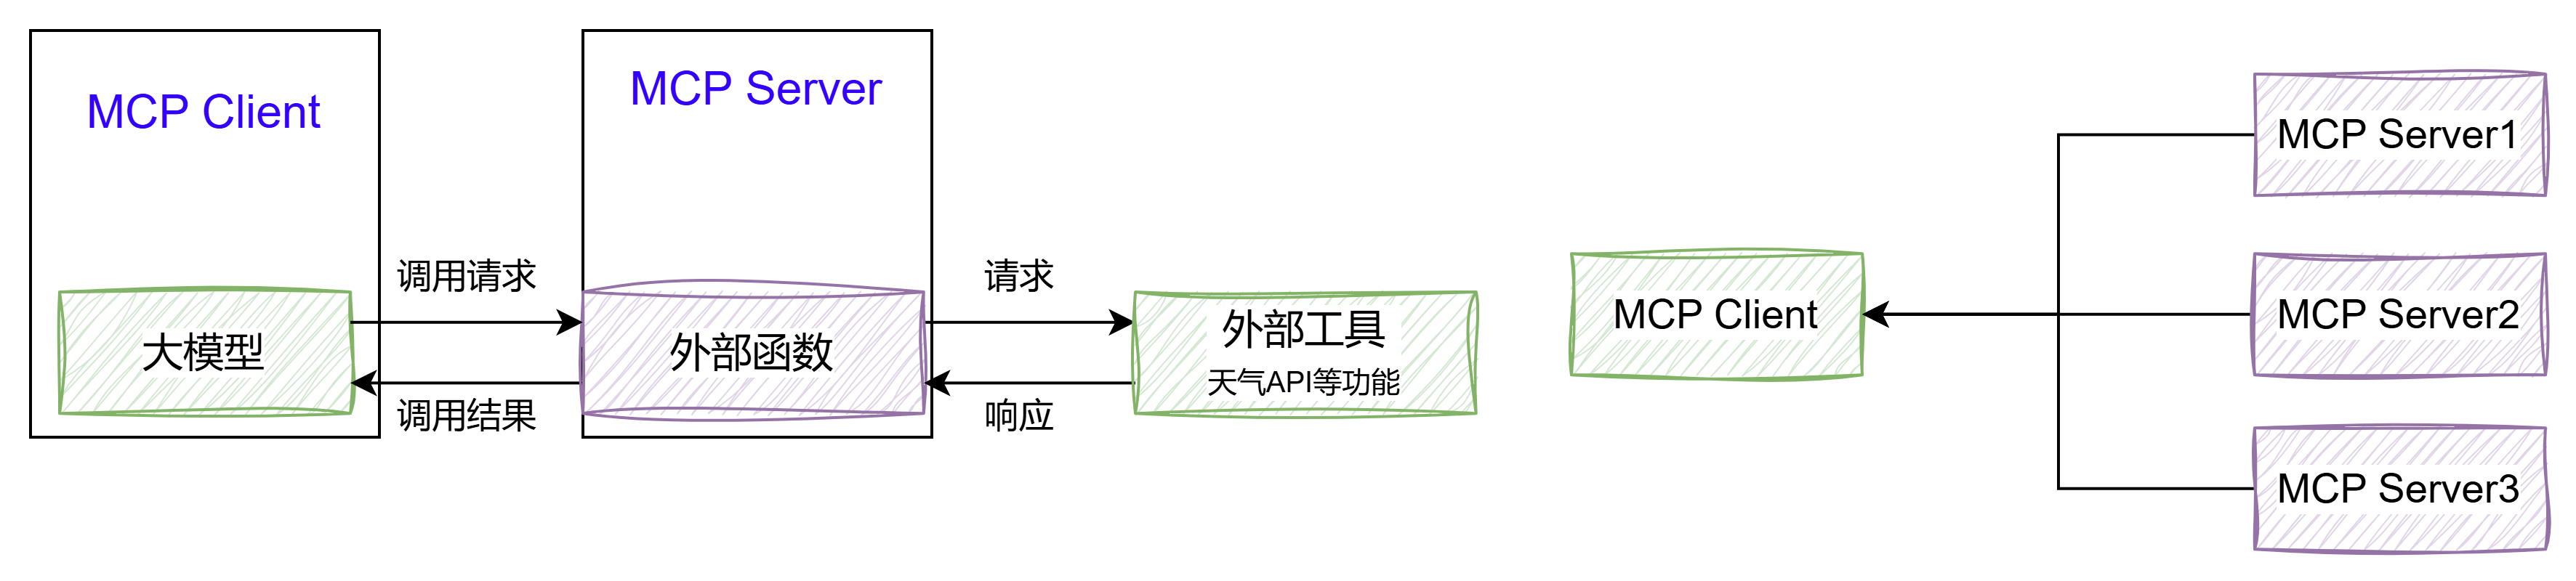 MCP Client
大模型
调用请求
调用结果
MCP Server
外部函数
请求
响应
外部工具
天气API等功能
MCP Client
MCP Server1
MCP Server2
MCP Server3